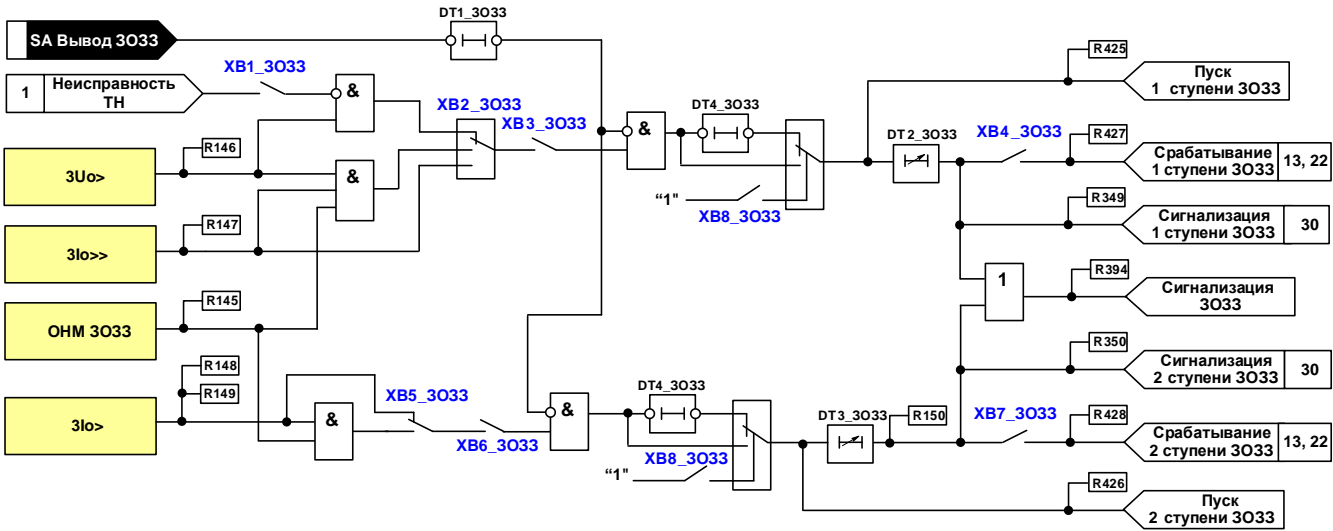 DT1_ЗОЗЗ
SA Вывод ЗОЗЗ
1
Неисправность
ТН
XB1_ЗОЗЗ
&
XB2_ЗОЗЗ
XB3_ЗОЗЗ
&
DT4_ЗОЗЗ
"1"
XB8_ЗОЗЗ
DT2_ЗОЗЗ
XB4_ЗОЗЗ
R425
Пуск
1 ступени ЗОЗЗ
R427
Срабатывание
1 ступени ЗОЗЗ
13, 22
R349
Сигнализация
1 ступени ЗОЗЗ
30
R146
3Uo>
&
R147
3Io>>
R145
ОНМ ЗОЗЗ
R148
R149
3Io>
&
XB5_ЗОЗЗ
XB6_ЗОЗЗ
&
DT4_ЗОЗЗ
"1"
XB8_ЗОЗЗ
DT3_ЗОЗЗ
R150
XB7_ЗОЗЗ
1
R394
Сигнализация
ЗОЗЗ
R350
Сигнализация
2 ступени ЗОЗЗ
30
R428
Срабатывание
2 ступени ЗОЗЗ
13, 22
R426
Пуск
2 ступени ЗОЗЗ